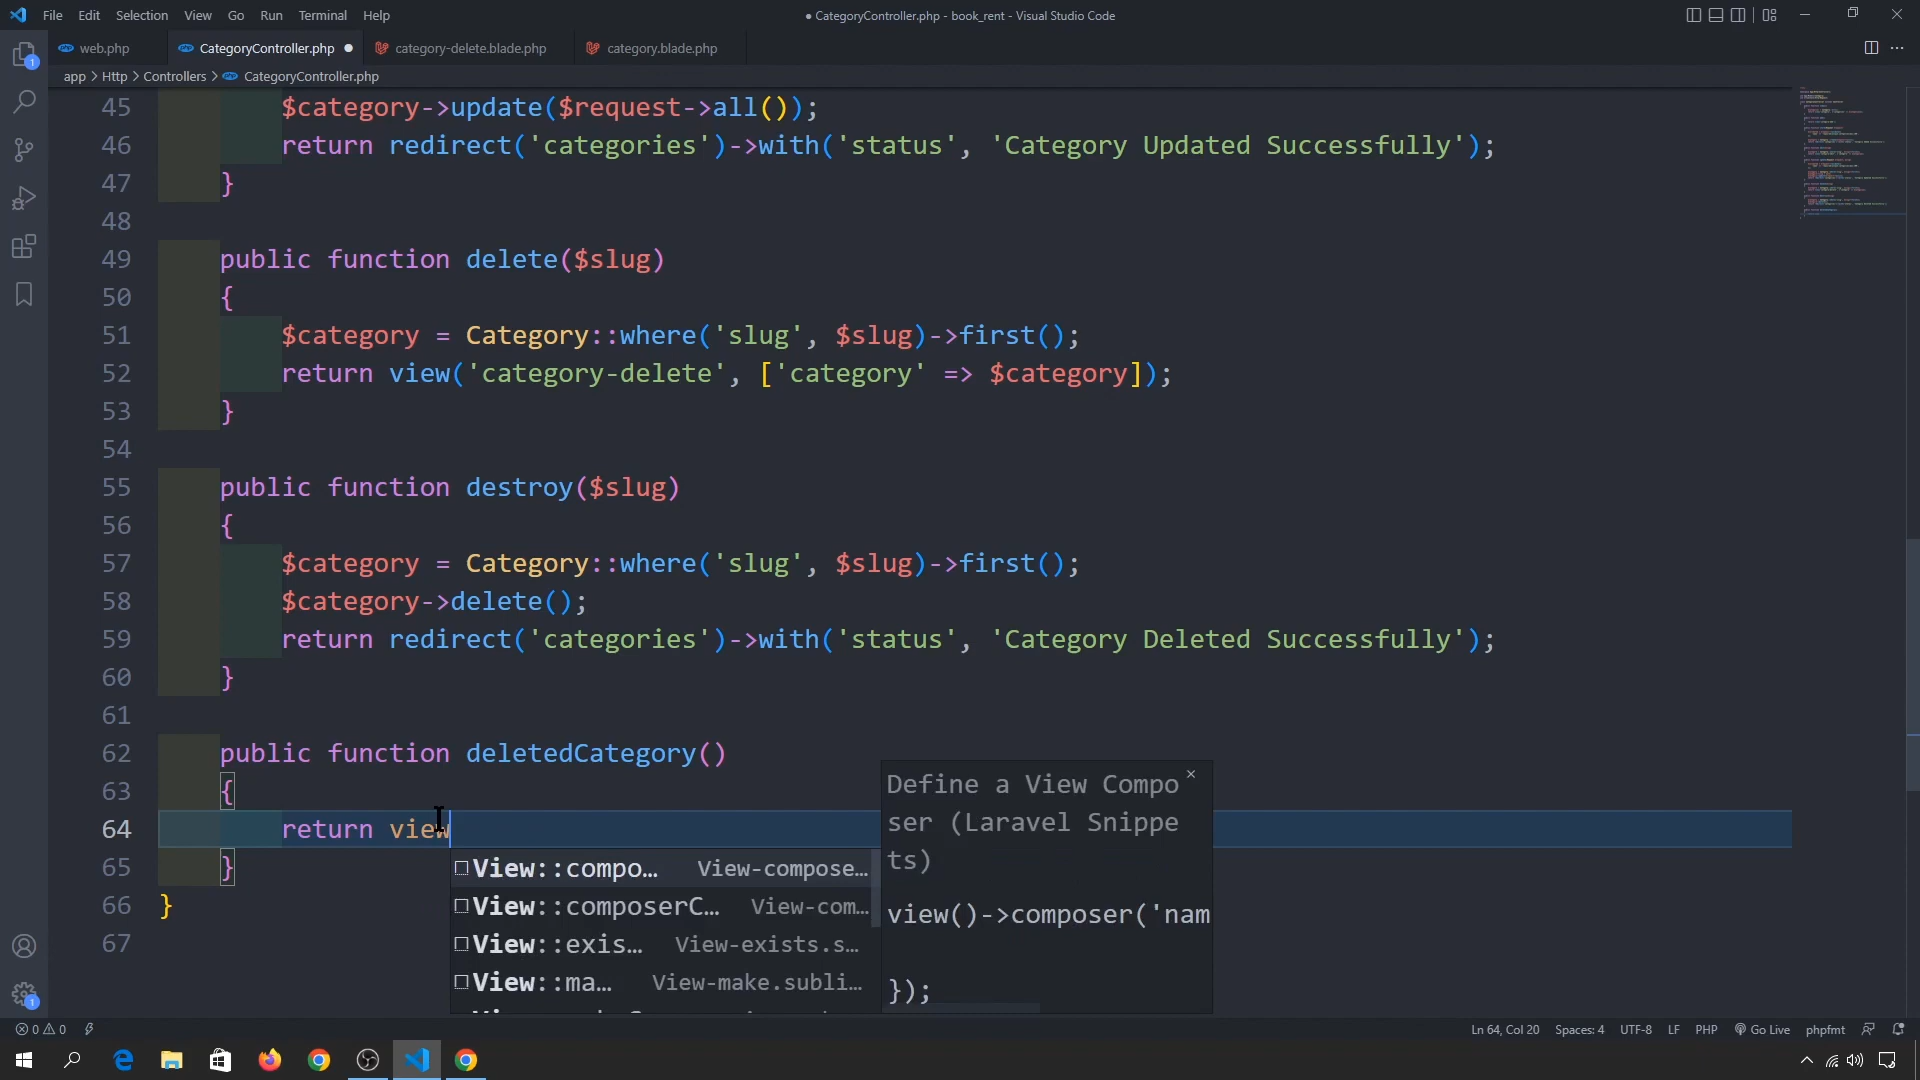 File Edit Selection View Go Run Terminal Help
● CategoryController.php - book_rent - Visual Studio Code
web.php CategoryController.php ● category-delete.blade.php category.blade.php
app > Http > Controllers > CategoryController.php
45 $category->update($request->all());
46 return redirect('categories')->with('status', 'Category Updated Successfully');
47 }
48
49 public function delete($slug)
50 {
51 $category = Category::where('slug', $slug)->first();
52 return view('category-delete', ['category' => $category]);
53 }
54
55 public function destroy($slug)
56 {
57 $category = Category::where('slug', $slug)->first();
58 $category->delete();
59 return redirect('categories')->with('status', 'Category Deleted Successfully');
60 }
61
62 public function deletedCategory()
63 {
64 return view
65 }
66 }
67
View::compo… View-compose…
View::composerC… View-com…
View::exis… View-exists.s…
View::ma… View-make.subli…
Define a View Compo
ser (Laravel Snippe
ts)
view()->composer('nam
});
0 0 Ln 64, Col 20 Spaces: 4 UTF-8 LF PHP Go Live phpfmt